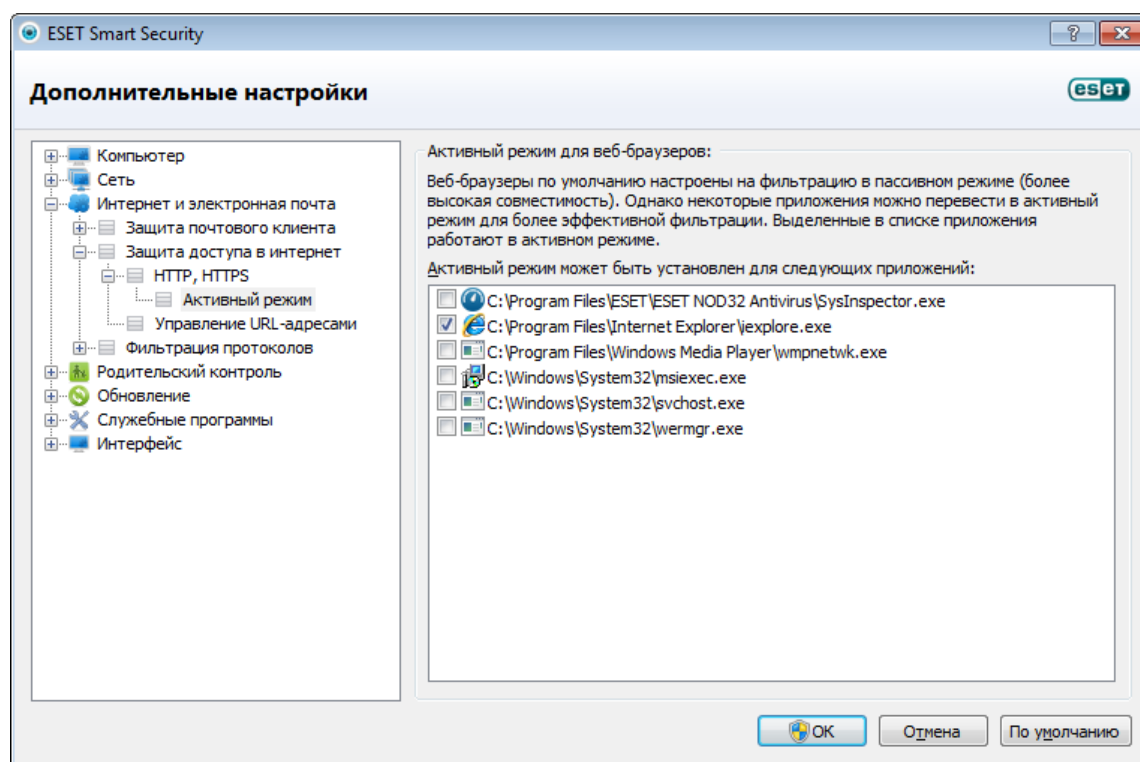 ESET Smart Security
Дополнительные настройки
eset
Компьютер
Сеть
Интернет и электронная почта
Защита почтового клиента
Защита доступа в интернет
HTTP, HTTPS
Активный режим
Управление URL-адресами
Фильтрация протоколов
Родительский контроль
Обновление
Служебные программы
Интерфейс
Активный режим для веб-браузеров:
Веб-браузеры по умолчанию настроены на фильтрацию в пассивном режиме (более
высокая совместимость). Однако некоторые приложения можно перевести в активный
режим для более эффективной фильтрации. Выделенные в списке приложения
работают в активном режиме.
Активный режим может быть установлен для следующих приложений:
C:\Program Files\ESET\ESET NOD32 Antivirus\SysInspector.exe
C:\Program Files\Internet Explorer\iexplore.exe
C:\Program Files\Windows Media Player\wmpnetwk.exe
C:\Windows\System32\msiexec.exe
C:\Windows\System32\svchost.exe
C:\Windows\System32\wermgr.exe
OK
Отмена
По умолчанию